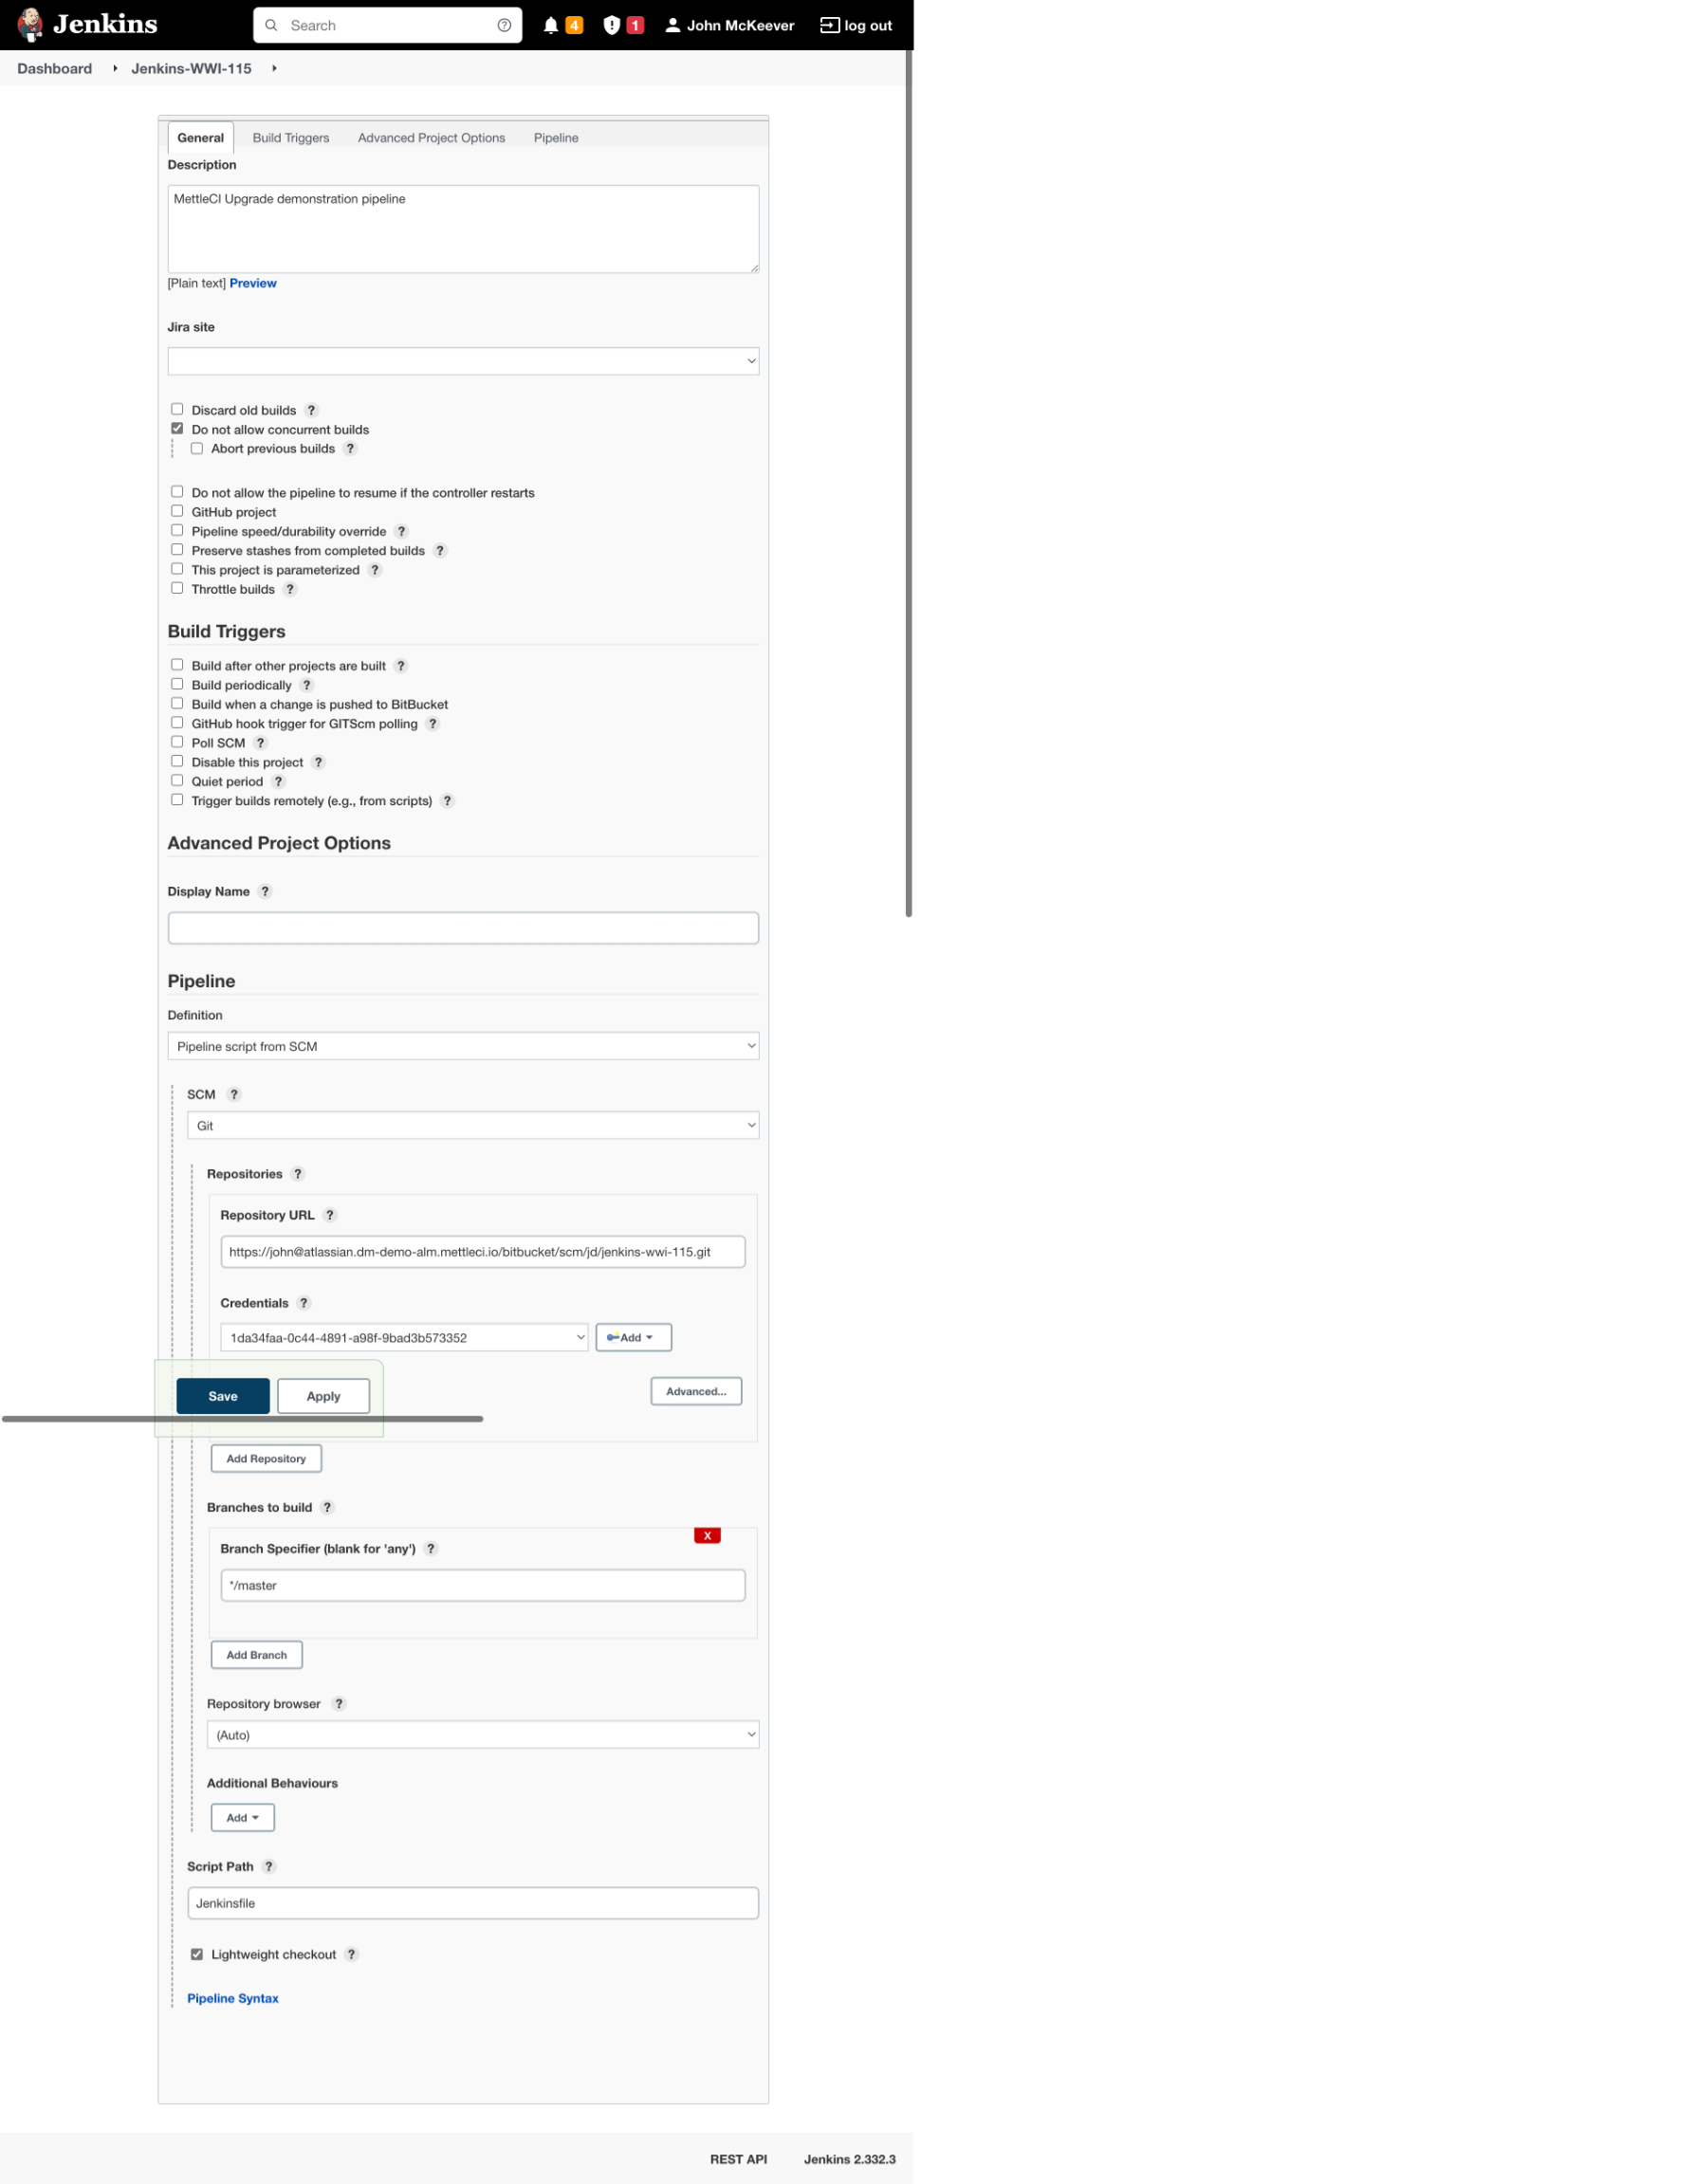 Jenkins Search 4 1 John McKeever log out
Dashboard Jenkins-WWI-115
General Build Triggers Advanced Project Options Pipeline
Description
MettleCI Upgrade demonstration pipeline
[Plain text] Preview
Jira site
Discard old builds ?
Do not allow concurrent builds
Abort previous builds ?
Do not allow the pipeline to resume if the controller restarts
GitHub project
Pipeline speed/durability override ?
Preserve stashes from completed builds ?
This project is parameterized ?
Throttle builds ?
Build Triggers
Build after other projects are built ?
Build periodically ?
Build when a change is pushed to BitBucket
GitHub hook trigger for GITScm polling ?
Poll SCM ?
Disable this project ?
Quiet period ?
Trigger builds remotely (e.g., from scripts) ?
Advanced Project Options
Display Name ?
Pipeline
Definition
Pipeline script from SCM
SCM ?
Git
Repositories ?
Repository URL ?
https://john@atlassian.dm-demo-alm.mettleci.io/bitbucket/scm/jd/jenkins-wwi-115.git
Credentials ?
1da34faa-0c44-4891-a98f-9bad3b573352 Add
Save Apply Advanced...
Add Repository
Branches to build ?
X
Branch Specifier (blank for 'any') ?
*/master
Add Branch
Repository browser ?
(Auto)
Additional Behaviours
Add
Script Path ?
Jenkinsfile
Lightweight checkout ?
Pipeline Syntax
REST API Jenkins 2.332.3